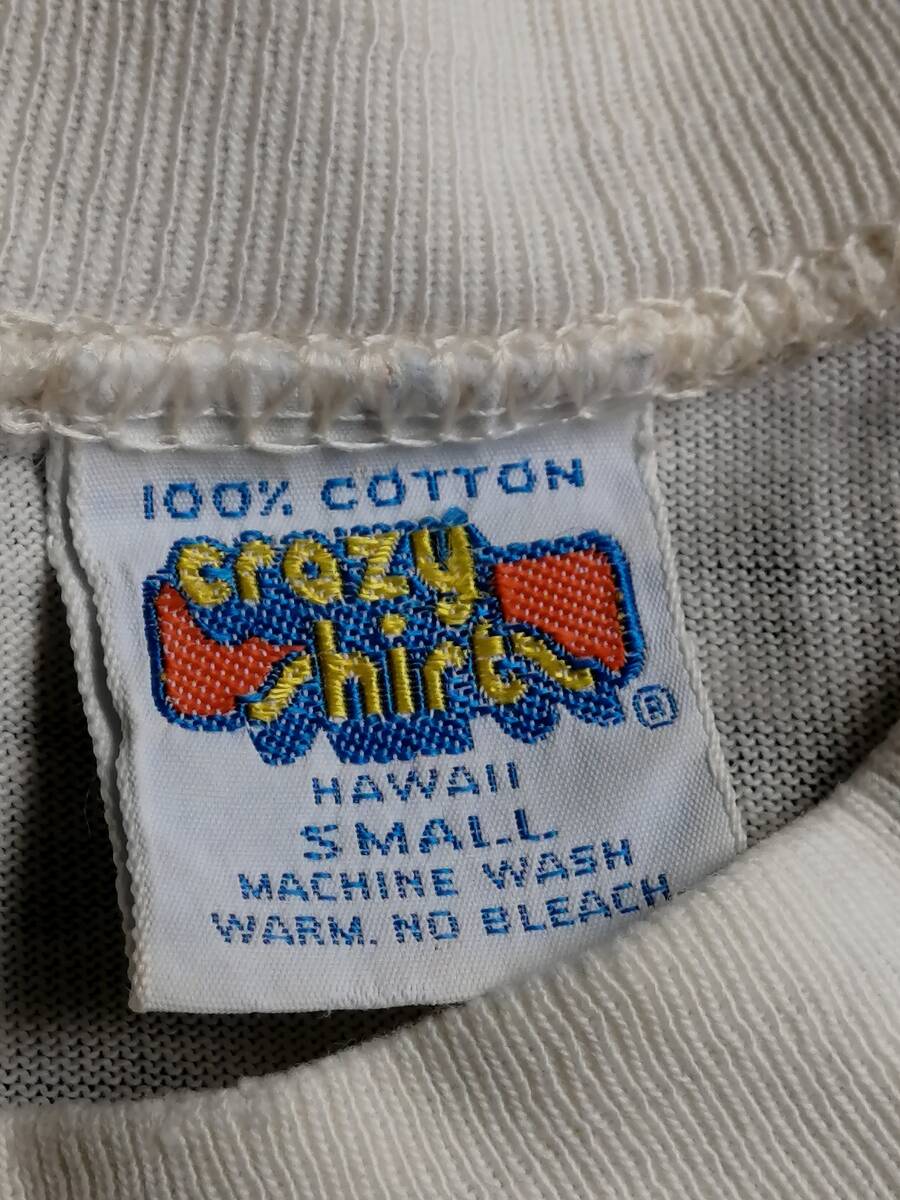 100% COTTON
crazy
shirts
®
HAWAII
SMALL
MACHINE WASH
WARM. NO BLEACH.